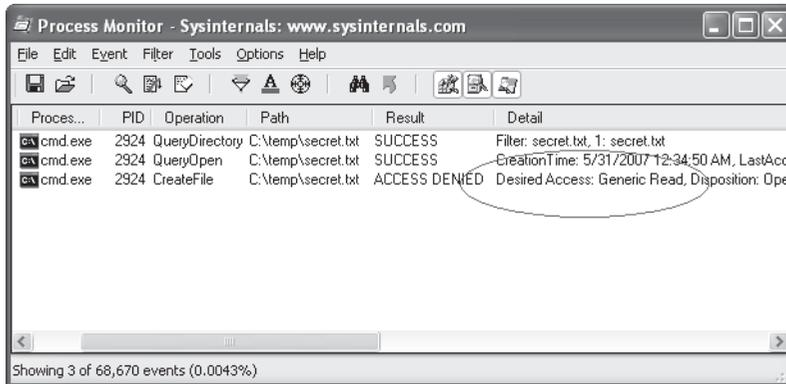 Process Monitor - Sysinternals: www.sysinternals.com
File Edit Event Filter Tools Options Help
Proces... PID Operation Path Result Detail
cmd.exe 2924 QueryDirectory C:\temp\secret.txt SUCCESS Filter: secret.txt, 1: secret.txt
cmd.exe 2924 QueryOpen C:\temp\secret.txt SUCCESS CreationTime: 5/31/2007 12:34:50 AM, LastAcc
cmd.exe 2924 CreateFile C:\temp\secret.txt ACCESS DENIED Desired Access: Generic Read, Disposition: Ope
Showing 3 of 68,670 events (0.0043%)